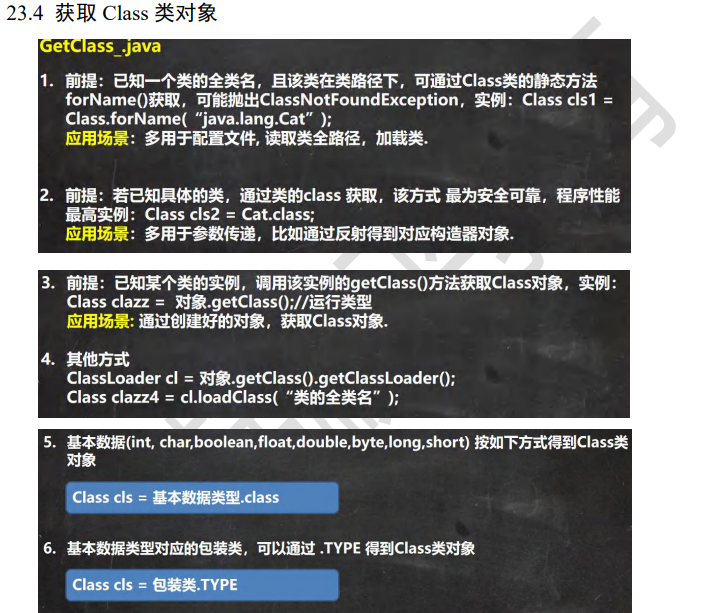 23.4 获取 Class 类对象
GetClass_.java
1. 前提：已知一个类的全类名，且该类在类路径下，可通过Class类的静态方法
forName()获取，可能抛出ClassNotFoundException，实例：Class cls1 =
Class.forName( “java.lang.Cat” );
应用场景：多用于配置文件, 读取类全路径，加载类.
2. 前提：若已知具体的类，通过类的class 获取，该方式 最为安全可靠，程序性能
最高实例：Class cls2 = Cat.class;
应用场景：多用于参数传递，比如通过反射得到对应构造器对象.
3. 前提：已知某个类的实例，调用该实例的getClass()方法获取Class对象，实例：
Class clazz = 对象.getClass();//运行类型
应用场景: 通过创建好的对象，获取Class对象.
4. 其他方式
ClassLoader cl = 对象.getClass().getClassLoader();
Class clazz4 = cl.loadClass( “类的全类名” );
5. 基本数据(int, char,boolean,float,double,byte,long,short) 按如下方式得到Class类
对象
Class cls = 基本数据类型.class
6. 基本数据类型对应的包装类，可以通过 .TYPE 得到Class类对象
Class cls = 包装类.TYPE